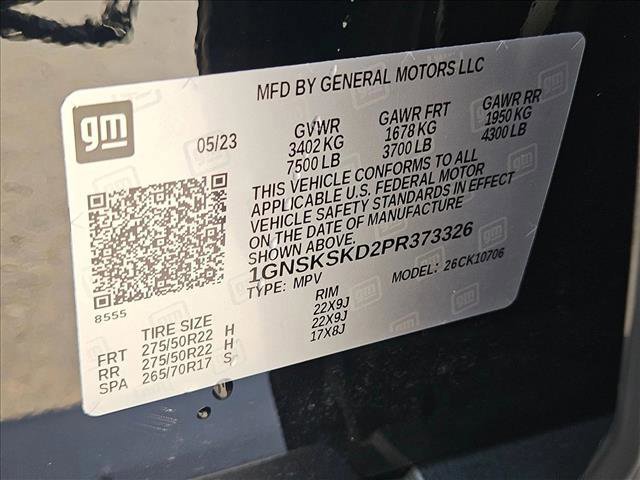 MFD BY GENERAL MOTORS LLC
gm
05/23
GVWR
3402 KG
7500 LB
GAWR FRT
1678 KG
3700 LB
GAWR RR
1950 KG
4300 LB
THIS VEHICLE CONFORMS TO ALL
APPLICABLE U.S. FEDERAL MOTOR
VEHICLE SAFETY STANDARDS IN EFFECT
ON THE DATE OF MANUFACTURE
SHOWN ABOVE.
1GNSKSKD2PR373326
TYPE: MPV MODEL: 26CK10706
8555
TIRE SIZE RIM
FRT 275/50R22 H 22X9J
RR 275/50R22 H 22X9J
SPA 265/70R17 S 17X8J